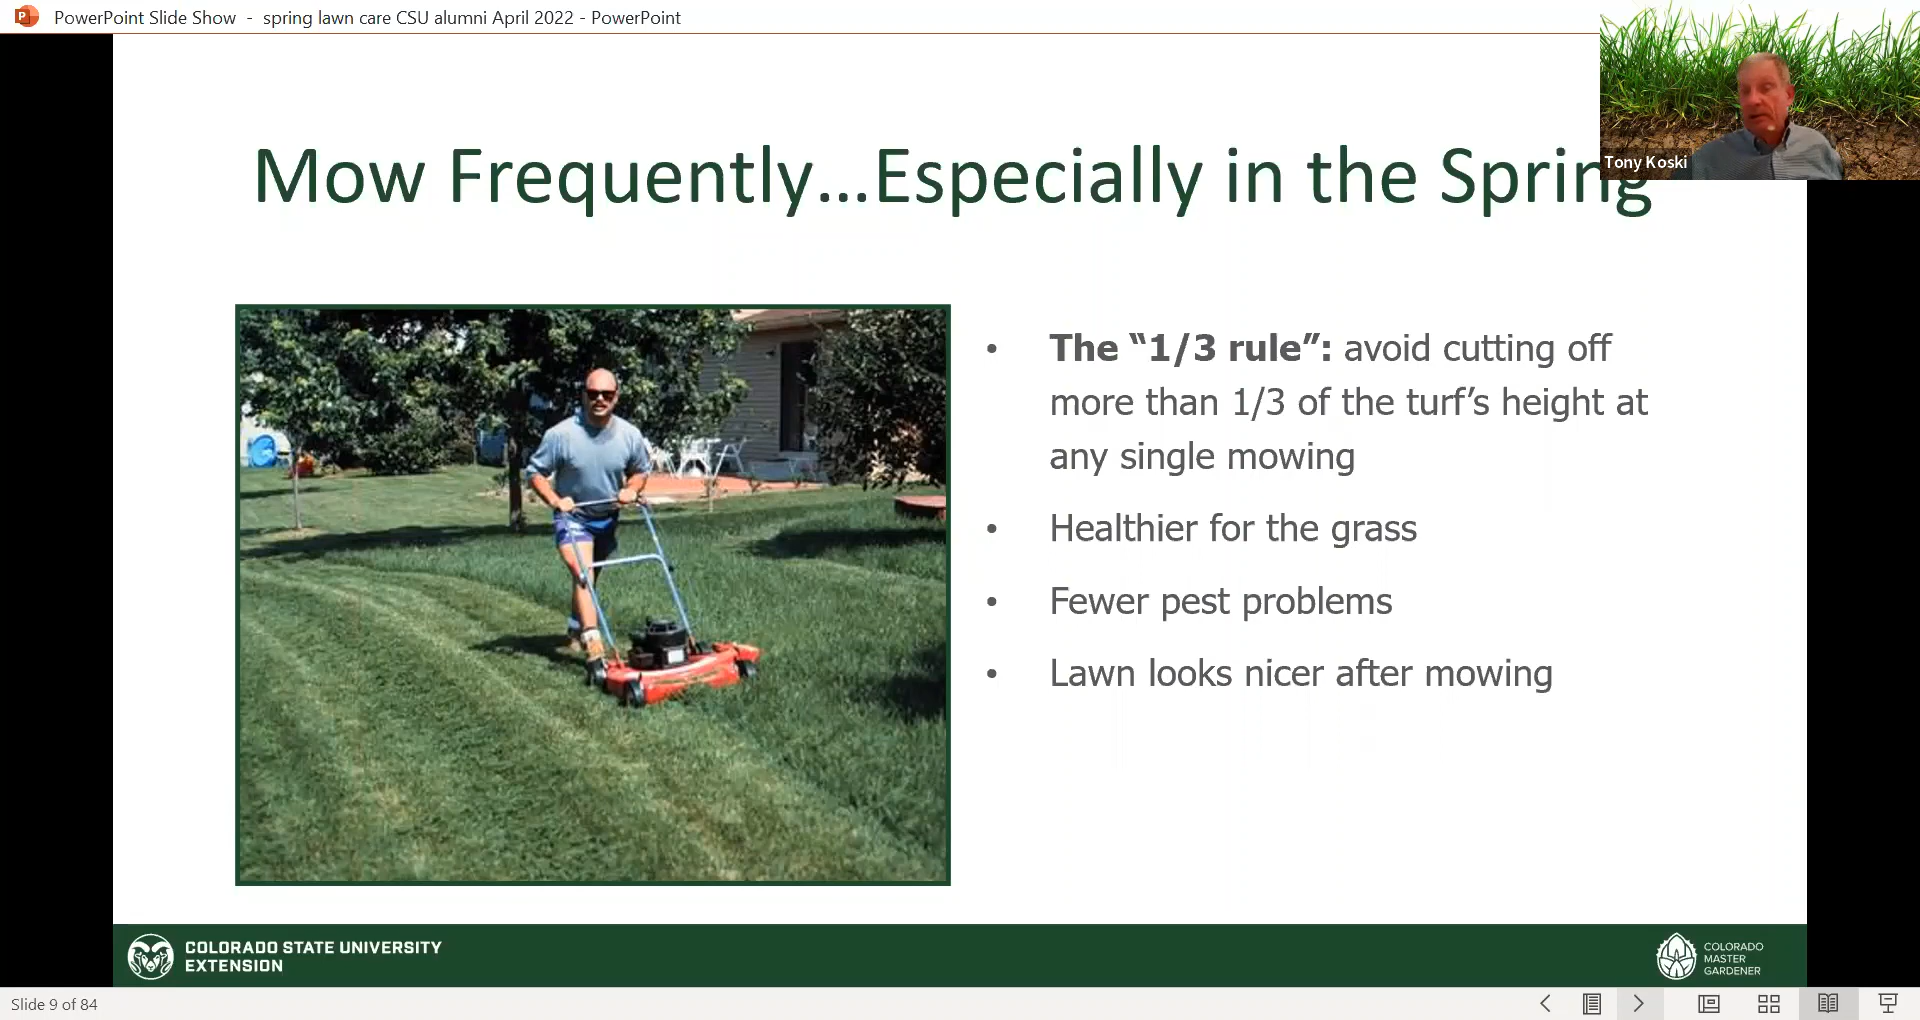 PowerPoint Slide Show - spring lawn care CSU alumni April 2022 - PowerPoint
Tony Koski
Mow Frequently...Especially in the Spring
• The “1/3 rule”: avoid cutting off
more than 1/3 of the turf’s height at
any single mowing
• Healthier for the grass
• Fewer pest problems
• Lawn looks nicer after mowing
COLORADO STATE UNIVERSITY
EXTENSION
COLORADO
MASTER
GARDENER
Slide 9 of 84